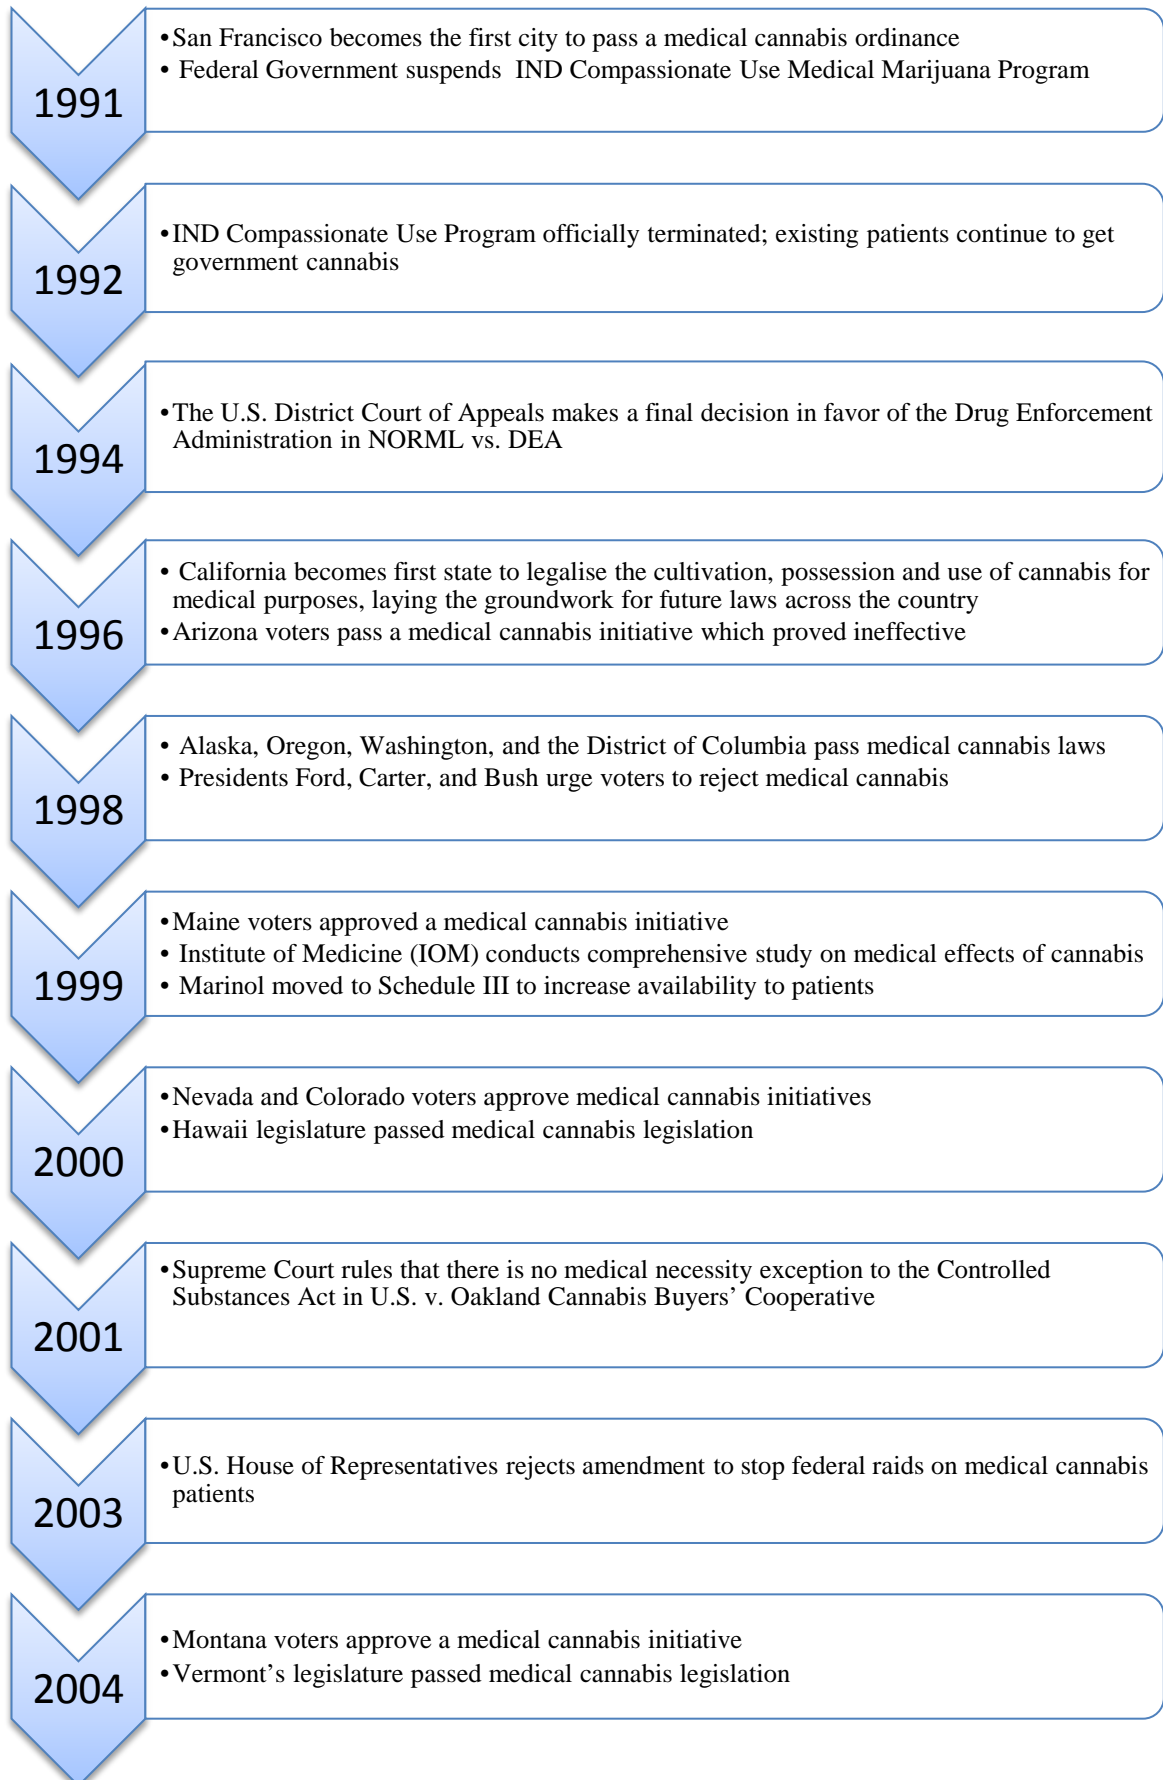 1991
•San Francisco becomes the first city to pass a medical cannabis ordinance
• Federal Government suspends  IND Compassionate Use Medical Marijuana Program
1992
•IND Compassionate Use Program officially terminated; existing patients continue to get
government cannabis
1994
•The U.S. District Court of Appeals makes a final decision in favor of the Drug Enforcement
Administration in NORML vs. DEA
1996
• California becomes first state to legalise the cultivation, possession and use of cannabis for
medical purposes, laying the groundwork for future laws across the country
•Arizona voters pass a medical cannabis initiative which proved ineffective
1998
• Alaska, Oregon, Washington, and the District of Columbia pass medical cannabis laws
• Presidents Ford, Carter, and Bush urge voters to reject medical cannabis
1999
•Maine voters approved a medical cannabis initiative
• Institute of Medicine (IOM) conducts comprehensive study on medical effects of cannabis
• Marinol moved to Schedule III to increase availability to patients
2000
•Nevada and Colorado voters approve medical cannabis initiatives
•Hawaii legislature passed medical cannabis legislation
2001
•Supreme Court rules that there is no medical necessity exception to the Controlled
Substances Act in U.S. v. Oakland Cannabis Buyers’ Cooperative
2003
•U.S. House of Representatives rejects amendment to stop federal raids on medical cannabis
patients
2004
•Montana voters approve a medical cannabis initiative
•Vermont’s legislature passed medical cannabis legislation